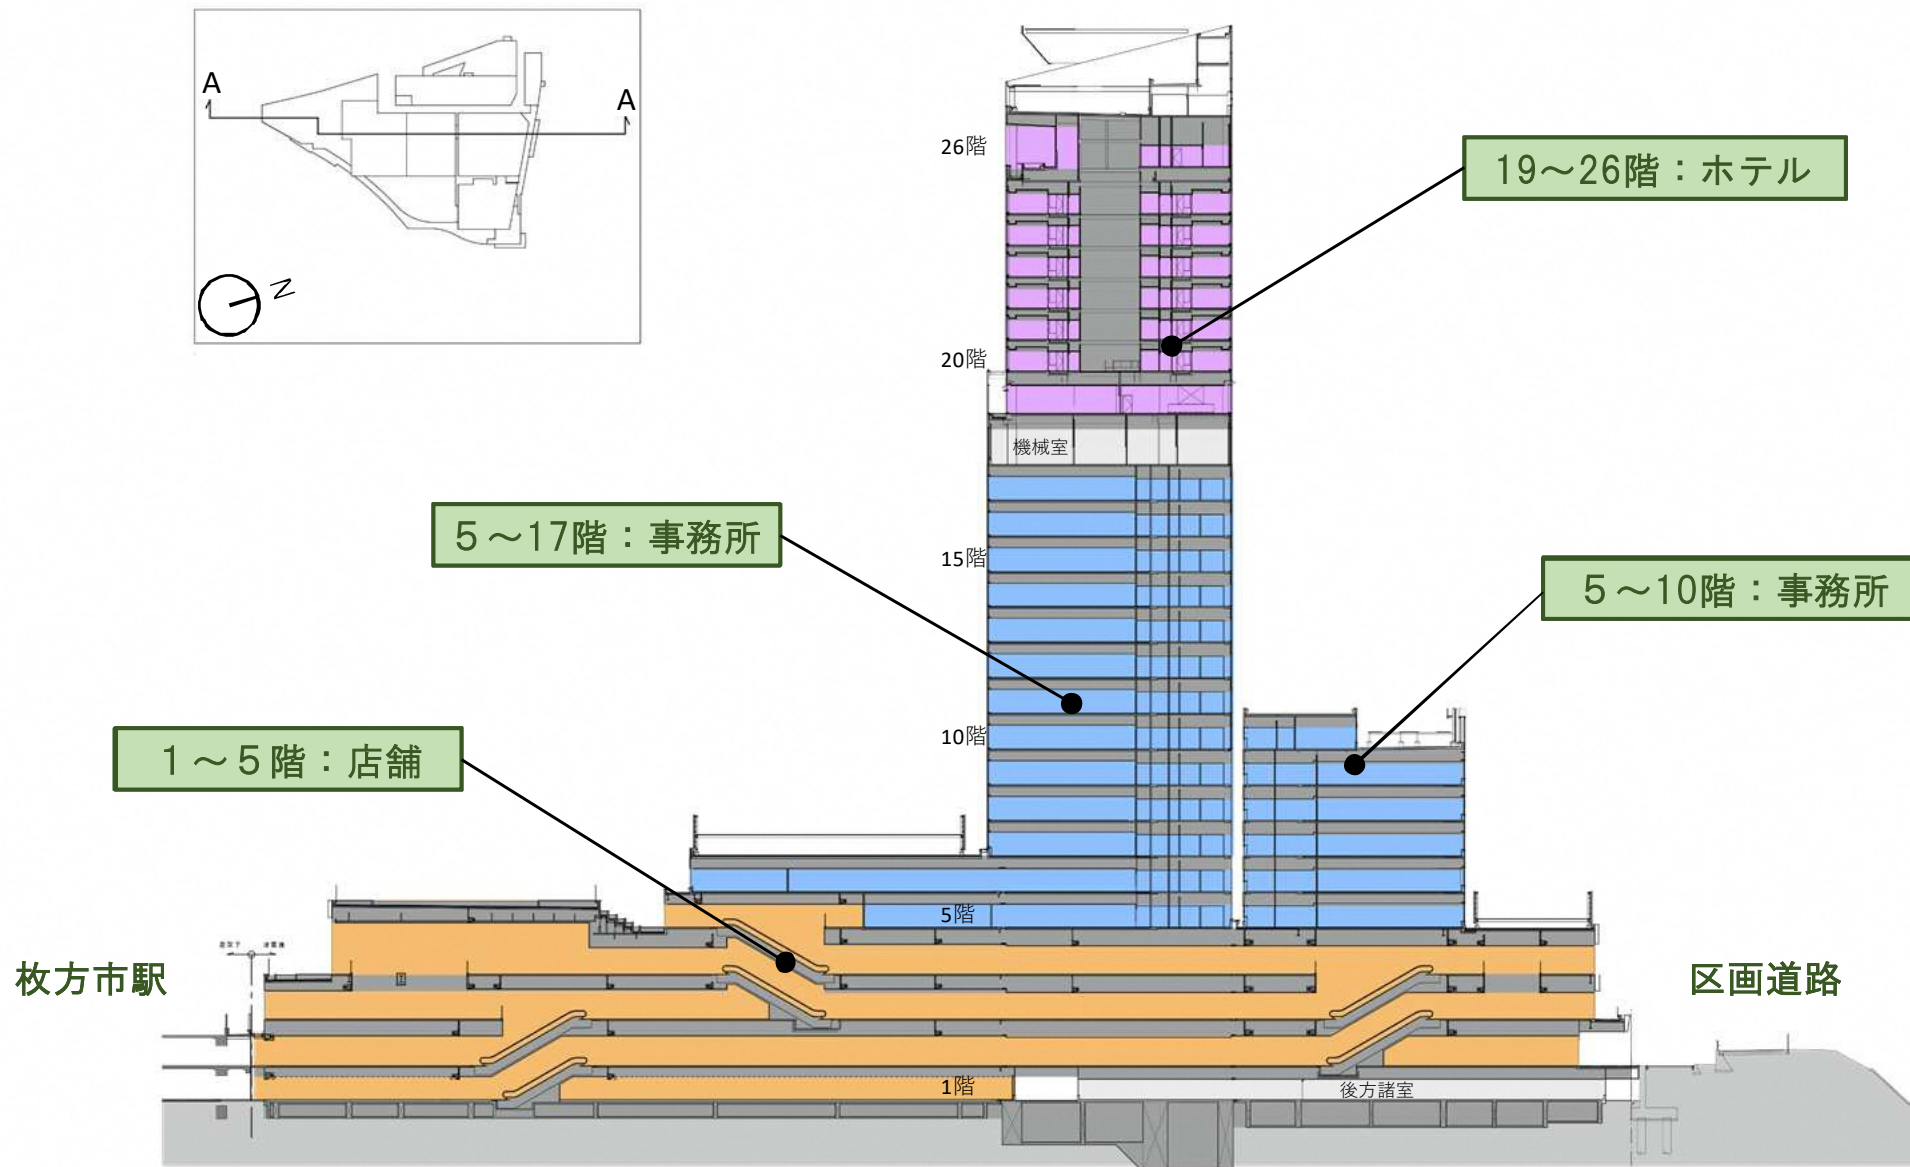 A
A
N
26階
19～26階：ホテル
20階
機械室
5～17階：事務所
15階
5～10階：事務所
10階
1～5階：店舗
5階
枚方市駅
区画道路
1階
後方諸室